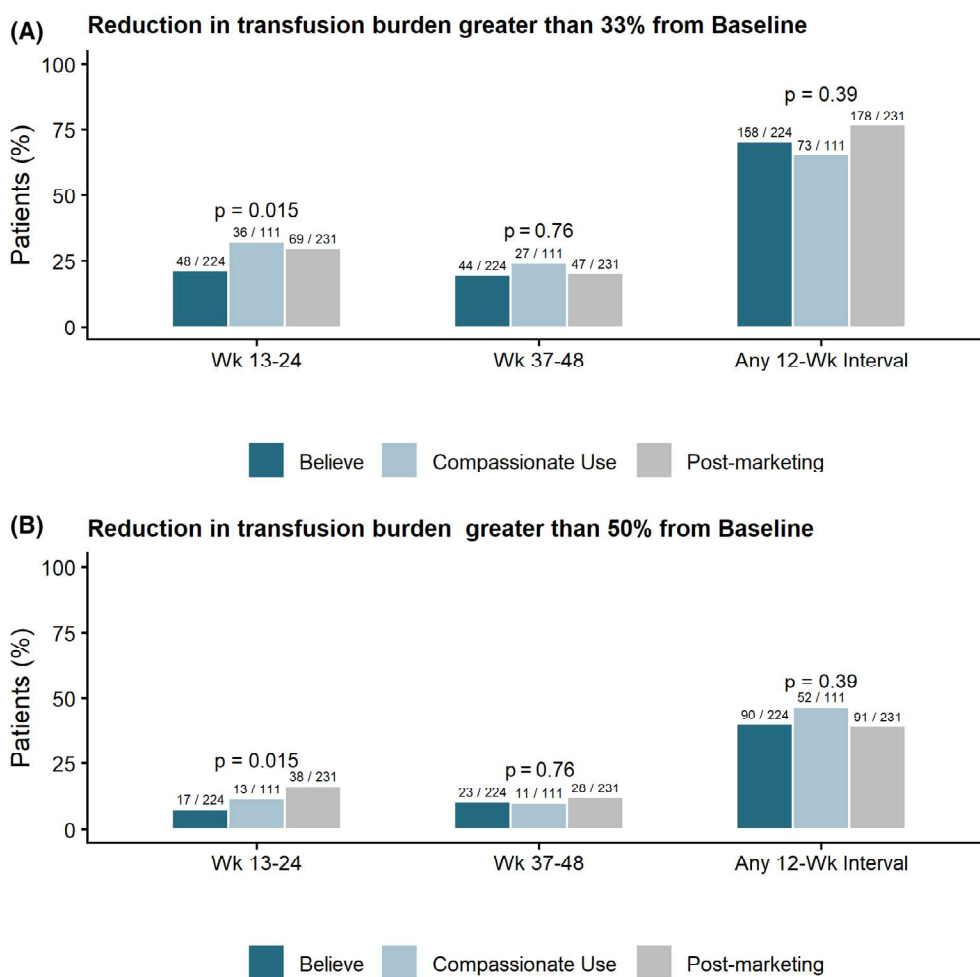 (A) Reduction in transfusion burden greater than 33% from Baseline
Patients (%)
100
75
50
25
0
p = 0.015
48 / 224
36 / 111
69 / 231
p = 0.76
44 / 224
27 / 111
47 / 231
p = 0.39
158 / 224
73 / 111
178 / 231
Wk 13-24
Wk 37-48
Any 12-Wk Interval
Believe
Compassionate Use
Post-marketing
(B) Reduction in transfusion burden greater than 50% from Baseline
Patients (%)
100
75
50
25
0
p = 0.015
17 / 224
13 / 111
38 / 231
p = 0.76
23 / 224
11 / 111
28 / 231
p = 0.39
90 / 224
52 / 111
91 / 231
Wk 13-24
Wk 37-48
Any 12-Wk Interval
Believe
Compassionate Use
Post-marketing